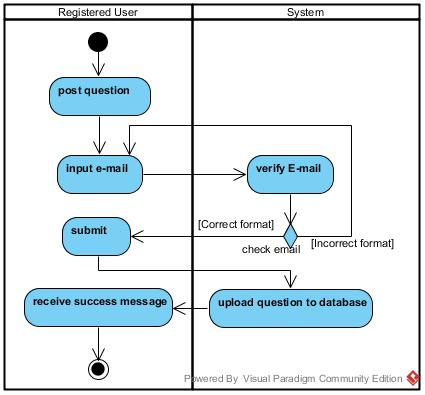 Registered User
System
post question
input e-mail
verify E-mail
[Correct format]
submit
check email
[Incorrect format]
receive success message
upload question to database
Powered By Visual Paradigm Community Edition